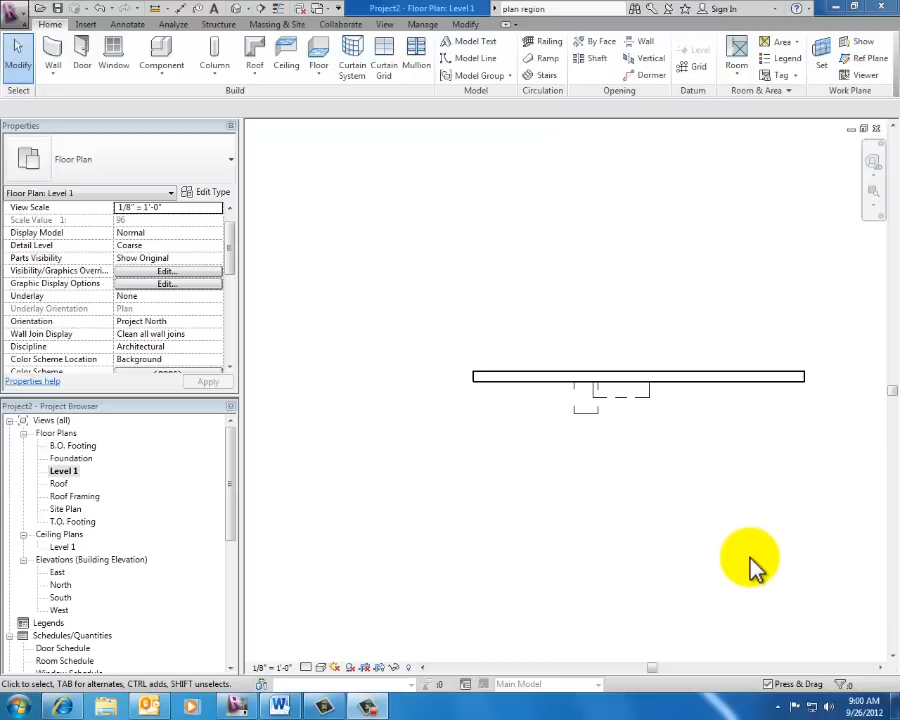 Project2 - Floor Plan: Level 1
plan region
Sign In
Home Insert Annotate Analyze Structure Massing & Site Collaborate View Manage Modify
Modify
Wall
Door
Window
Component
Column
Roof
Ceiling
Floor
Curtain System
Curtain Grid
Mullion
Model Text
Model Line
Model Group
Railing
Ramp
Stairs
By Face
Shaft
Wall
Vertical
Dormer
Level
Grid
Room
Area
Legend
Tag
Set
Show
Ref Plane
Viewer
Select Build Model Circulation Opening Datum Room & Area Work Plane
Properties
Floor Plan
Floor Plan: Level 1 Edit Type
View Scale 1/8" = 1'-0"
Scale Value 1: 96
Display Model Normal
Detail Level Coarse
Parts Visibility Show Original
Visibility/Graphics Overri... Edit...
Graphic Display Options Edit...
Underlay None
Underlay Orientation Plan
Orientation Project North
Wall Join Display Clean all wall joins
Discipline Architectural
Color Scheme Location Background
Properties help Apply
Project2 - Project Browser
Views (all)
Floor Plans
B.O. Footing
Foundation
Level 1
Roof
Roof Framing
Site Plan
T.O. Footing
Ceiling Plans
Level 1
Elevations (Building Elevation)
East
North
South
West
Legends
Schedules/Quantities
Door Schedule
Room Schedule
1/8" = 1'-0"
Click to select, TAB for alternates, CTRL adds, SHIFT unselects. :0 Main Model Press & Drag :0
9:00 AM
9/26/2012